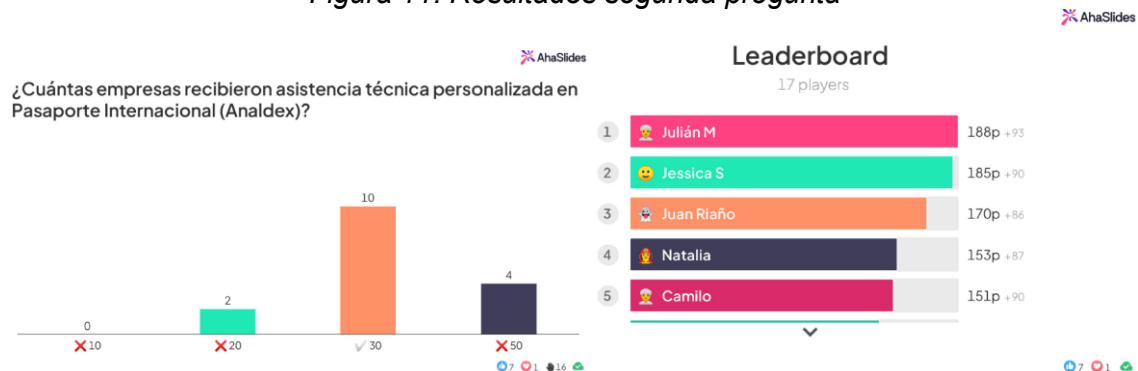 Figura 11. Resultados segunda pregunta
AhaSlides
¿Cuántas empresas recibieron asistencia técnica personalizada en
Pasaporte Internacional (Analdex)?
0
2
10
4
10
20
30
50
7 1 16
AhaSlides
Leaderboard
17 players
1 Julián M 188p +93
2 Jessica S 185p +90
3 Juan Riaño 170p +86
4 Natalia 153p +87
5 Camilo 151p +90
7 1